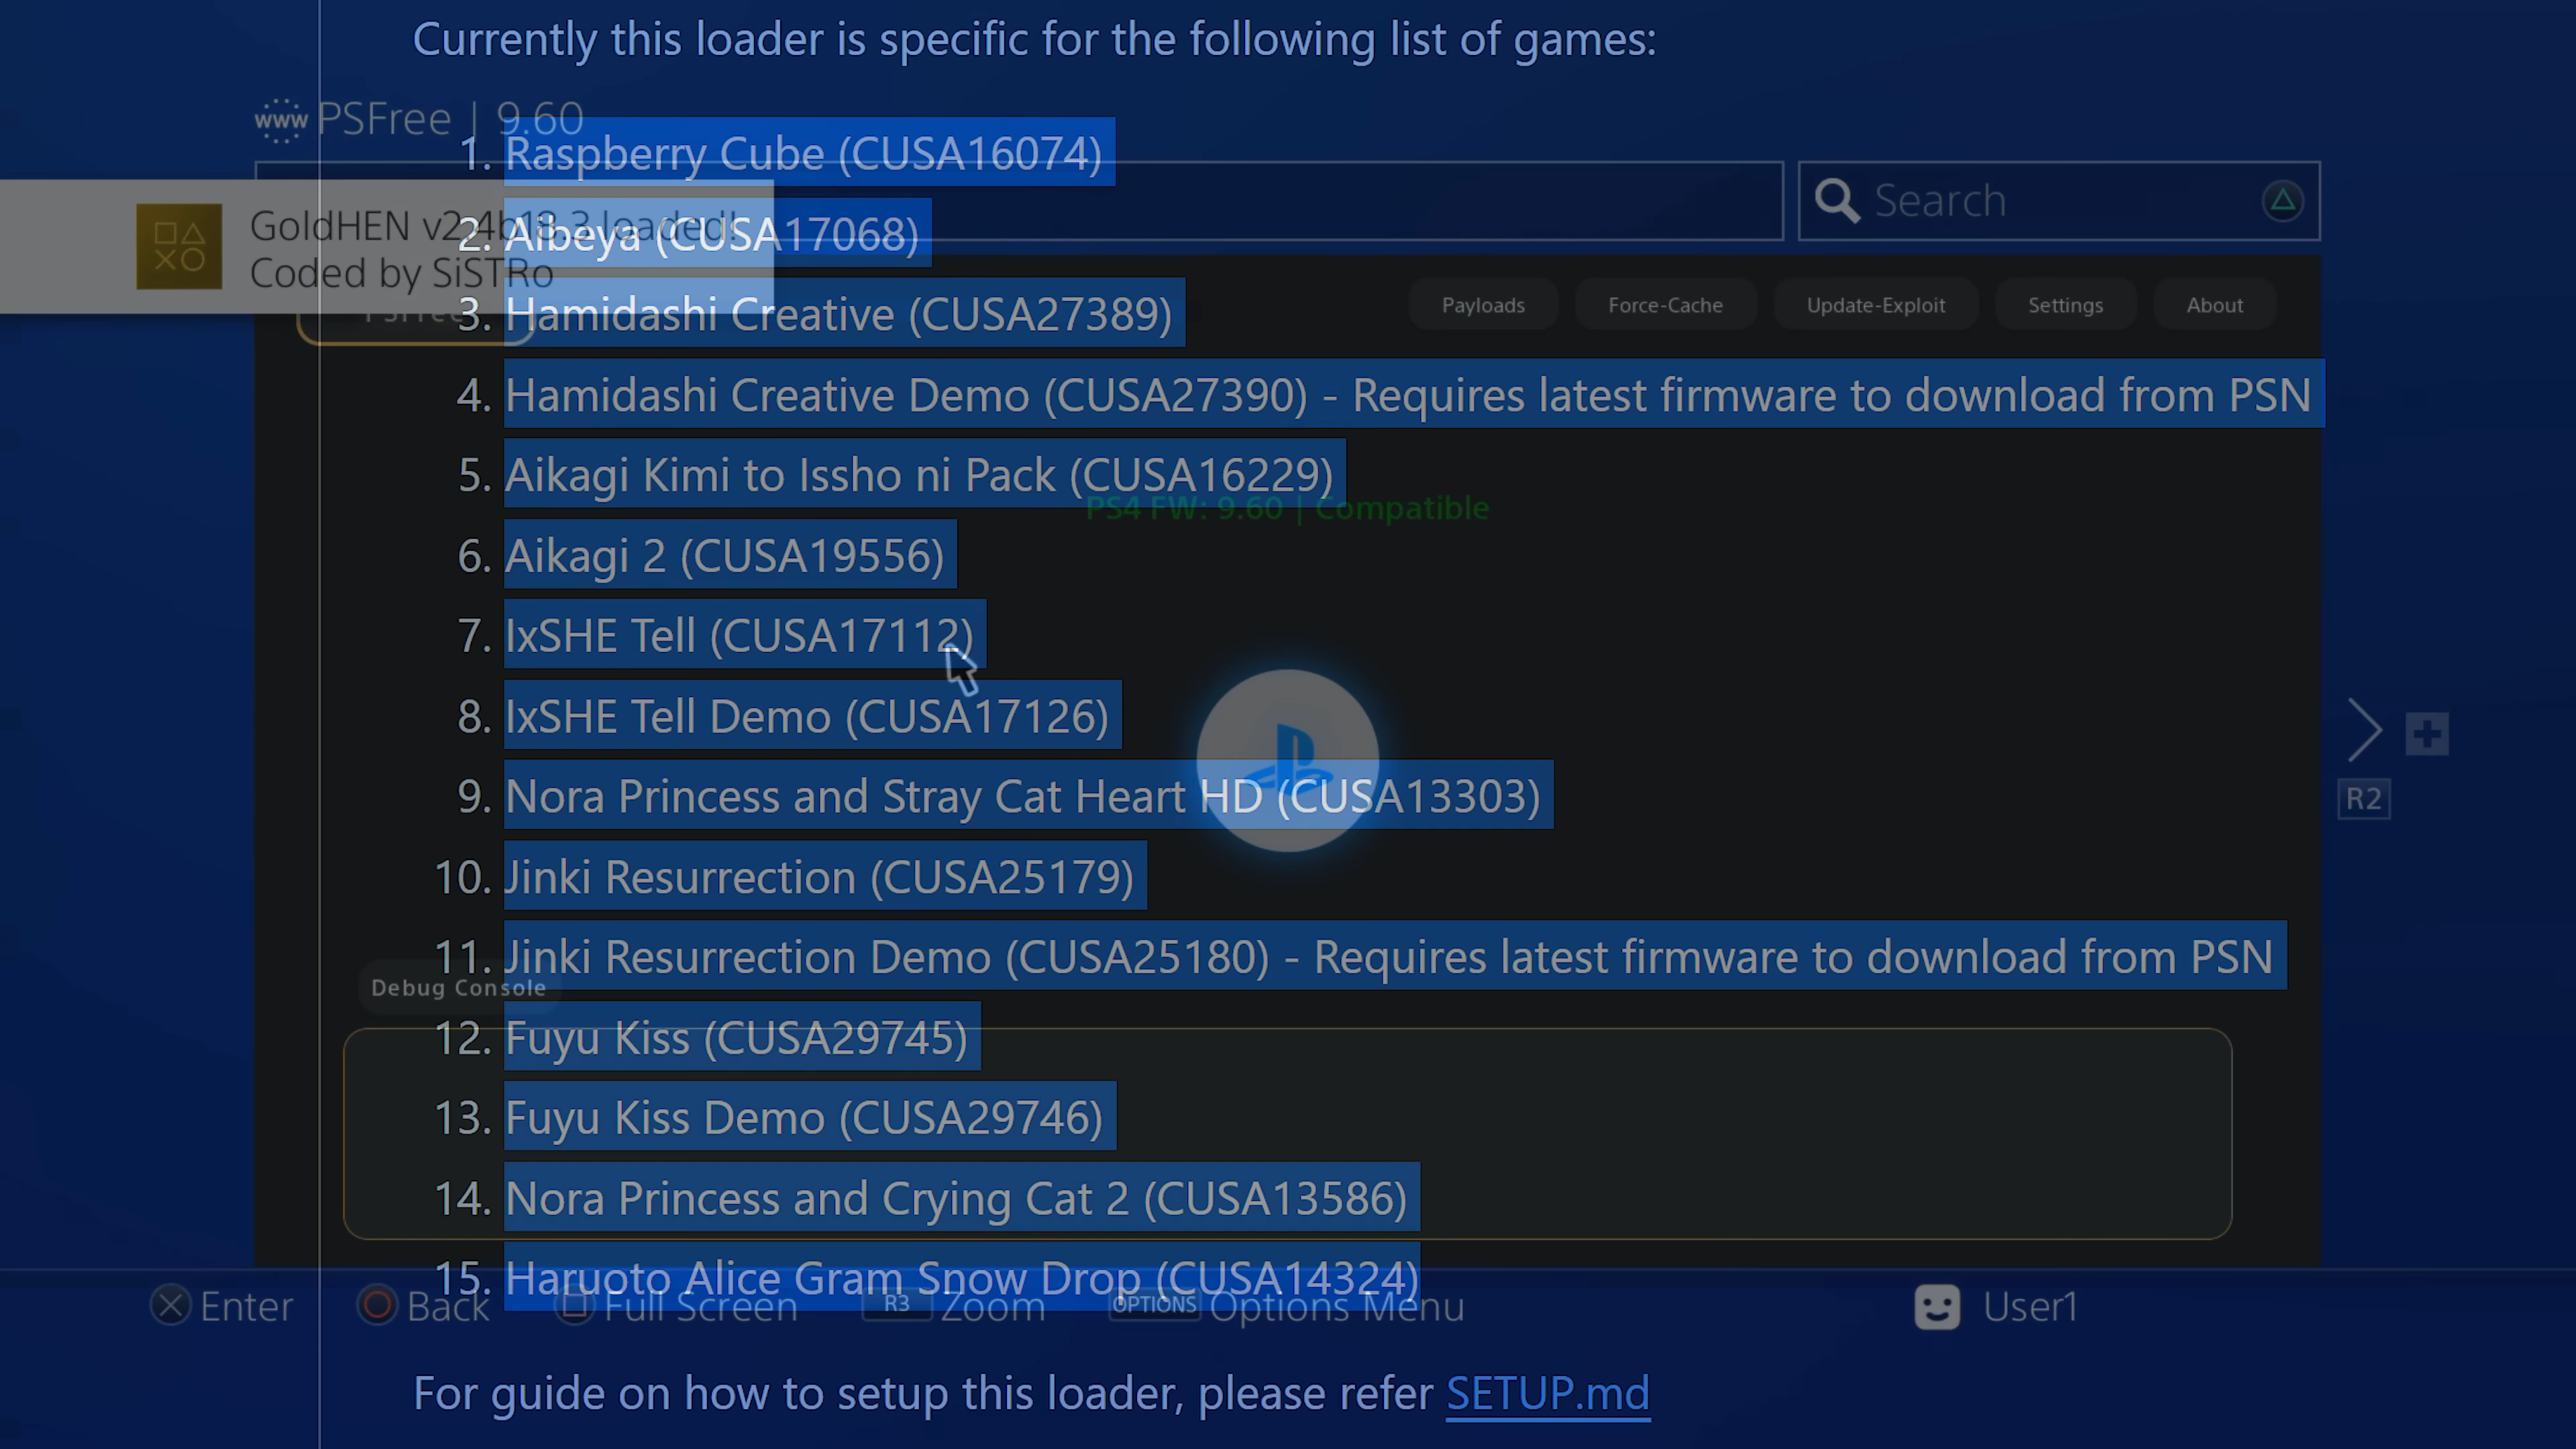 Currently this loader is specific for the following list of games:
www PSFree | 9.60
1. Raspberry Cube (CUSA16074)
Search
GoldHEN v2.4b18.3 loaded!
Coded by SiSTRo
2. Aibeya (CUSA17068)
PSFree
3. Hamidashi Creative (CUSA27389)
Payloads
Force-Cache
Update-Exploit
Settings
About
4. Hamidashi Creative Demo (CUSA27390) - Requires latest firmware to download from PSN
5. Aikagi Kimi to Issho ni Pack (CUSA16229)
PS4 FW: 9.60 | Compatible
6. Aikagi 2 (CUSA19556)
7. IxSHE Tell (CUSA17112)
8. IxSHE Tell Demo (CUSA17126)
9. Nora Princess and Stray Cat Heart HD (CUSA13303)
R2
10. Jinki Resurrection (CUSA25179)
11. Jinki Resurrection Demo (CUSA25180) - Requires latest firmware to download from PSN
Debug Console
12. Fuyu Kiss (CUSA29745)
13. Fuyu Kiss Demo (CUSA29746)
14. Nora Princess and Crying Cat 2 (CUSA13586)
15. Haruoto Alice Gram Snow Drop (CUSA14324)
Enter
Back
Full Screen
R3 Zoom
OPTIONS Options Menu
User1
For guide on how to setup this loader, please refer SETUP.md